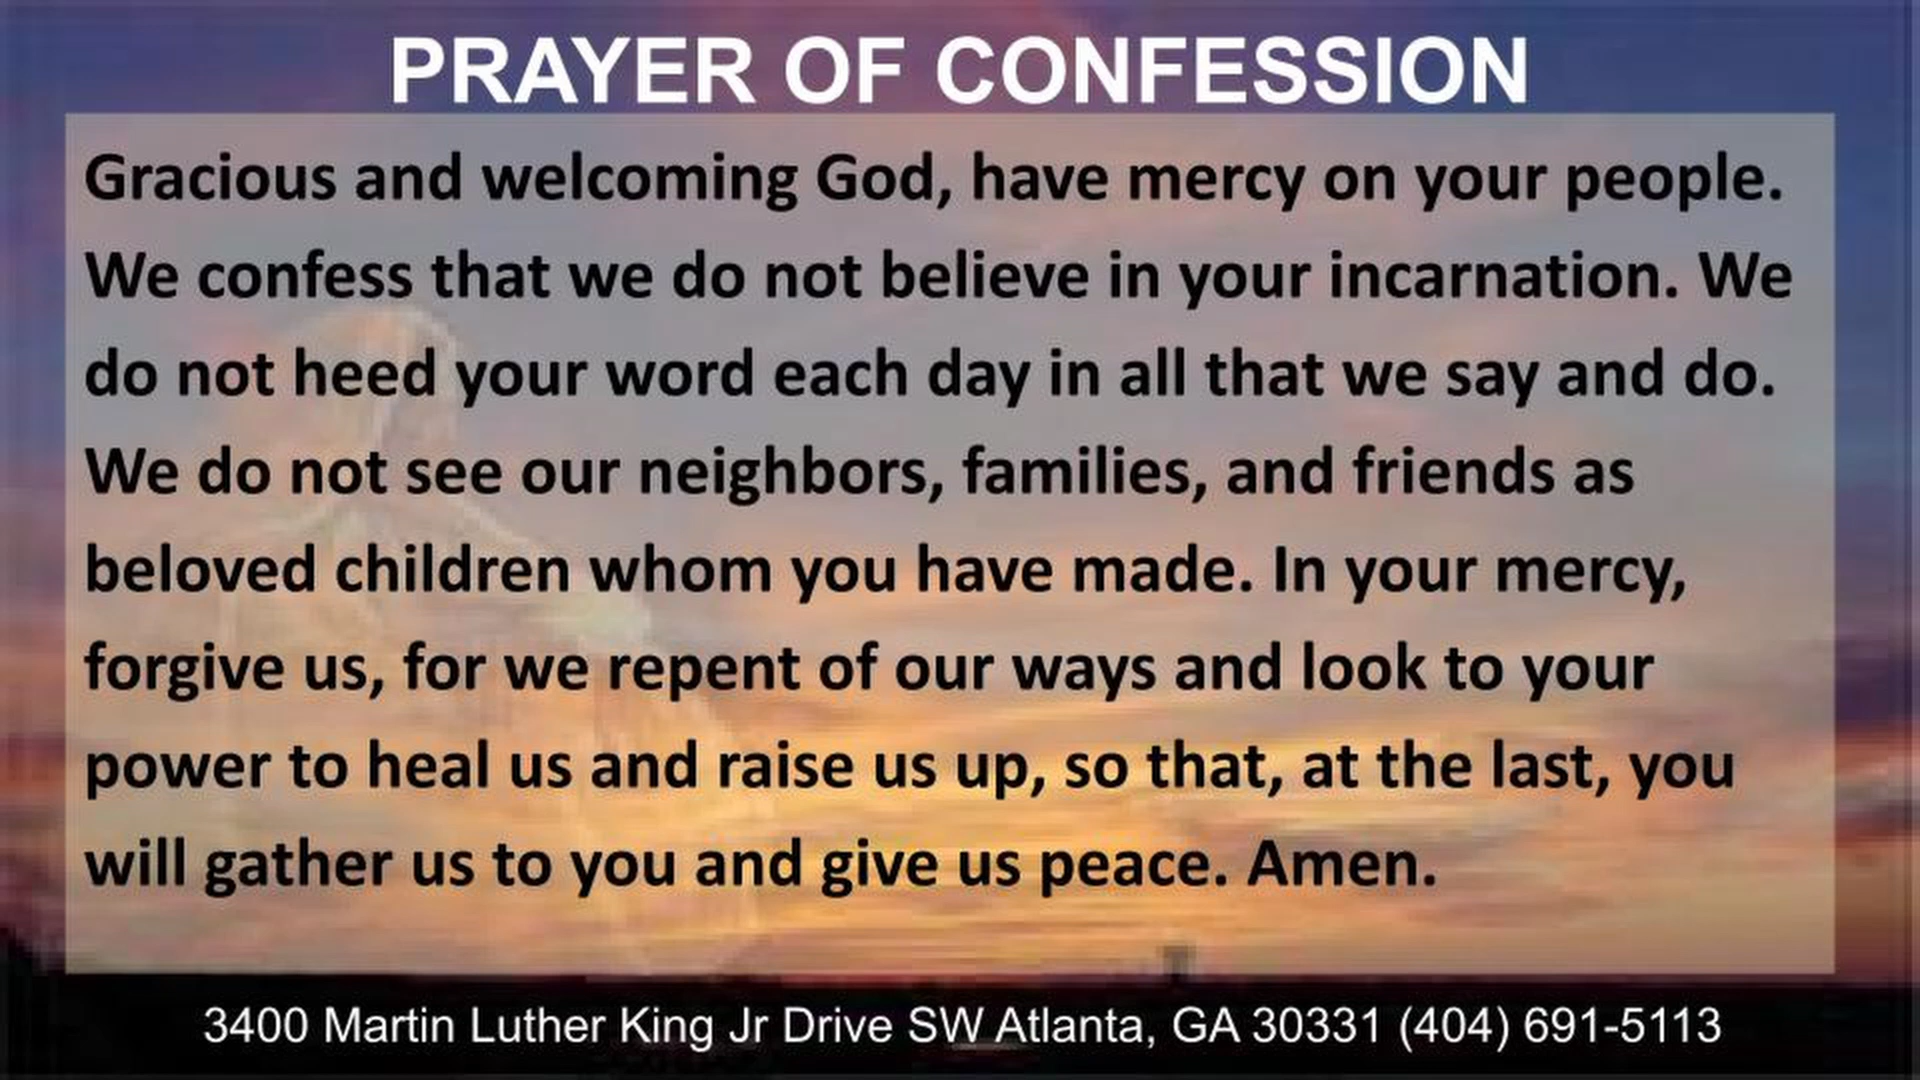 PRAYER OF CONFESSION
Gracious and welcoming God, have mercy on your people.
We confess that we do not believe in your incarnation. We
do not heed your word each day in all that we say and do.
We do not see our neighbors, families, and friends as
beloved children whom you have made. In your mercy,
forgive us, for we repent of our ways and look to your
power to heal us and raise us up, so that, at the last, you
will gather us to you and give us peace. Amen.
3400 Martin Luther King Jr Drive SW Atlanta, GA 30331 (404) 691-5113